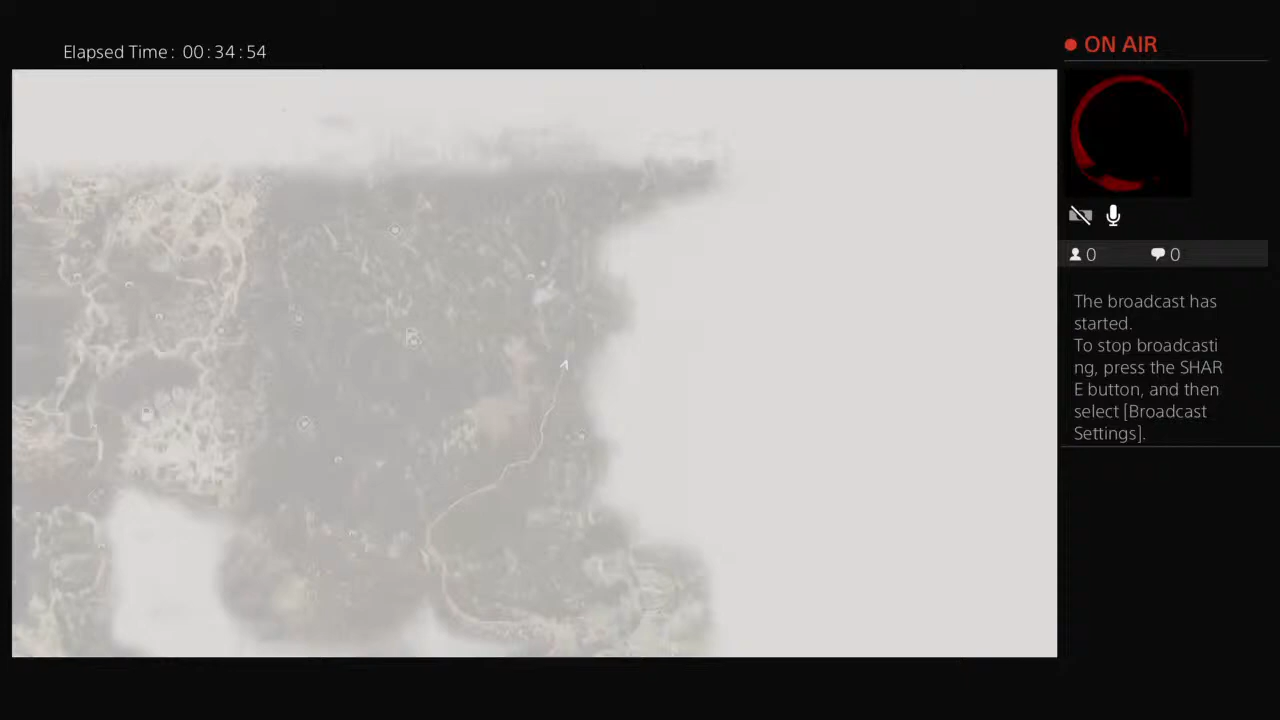 Elapsed Time: 00:34:54
ON AIR
0 0
The broadcast has
started.
To stop broadcasti
ng, press the SHAR
E button, and then
select [Broadcast
Settings].